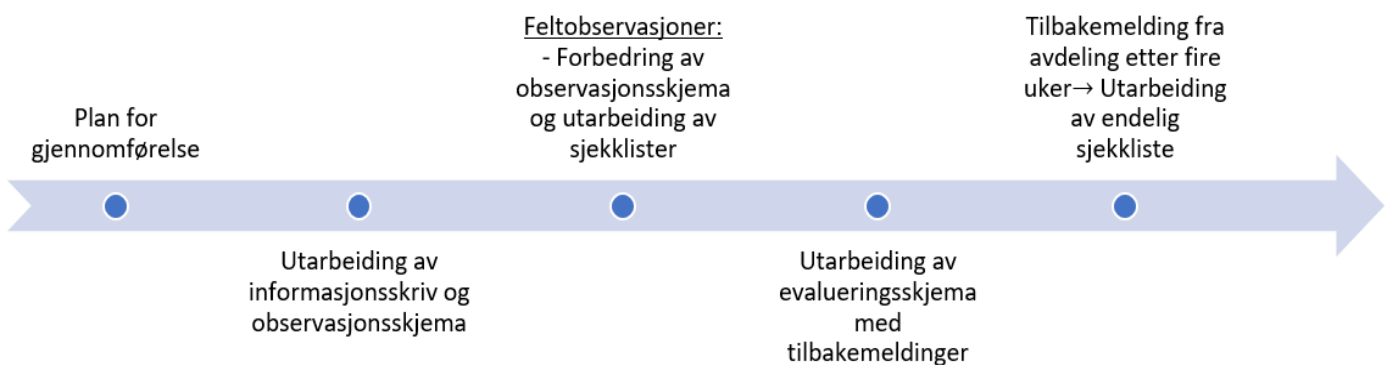 Plan for
gjennomførelse
Utarbeiding av
informasjonsskriv og
observasjonsskjema
Feltobservasjoner:
- Forbedring av
observasjonsskjema
og utarbeiding av
sjekklister
Utarbeiding av
evalueringsskjema
med
tilbakemeldinger
Tilbakemelding fra
avdeling etter fire
uker→ Utarbeiding
av endelig
sjekkliste